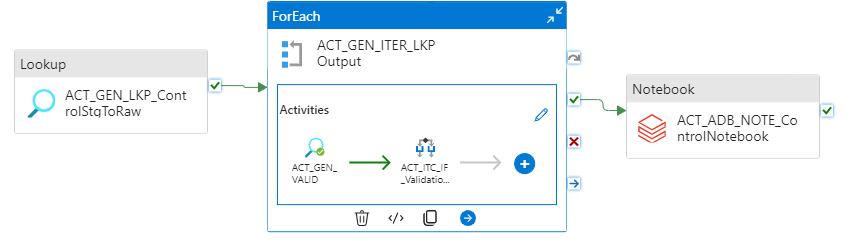 Lookup
ACT_GEN_LKP_Cont
rolStqToRaw
ForEach
ACT_GEN_ITER_LKP
Output
Activities
ACT_GEN_
VALID
ACT_ITC_IF
_Validatio...
Notebook
ACT_ADB_NOTE_Co
ntrolNotebook